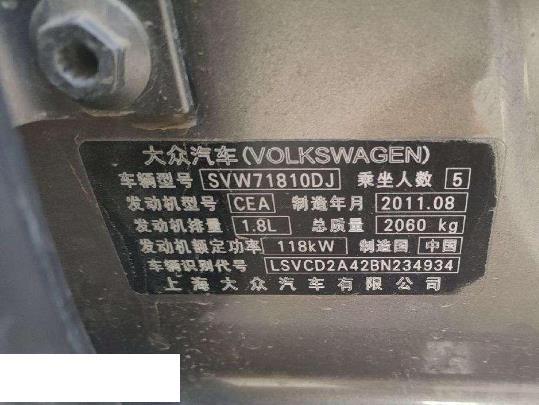 大众汽车(VOLKSWAGEN)
车辆型号 SVW71810DJ 乘坐人数 5
发动机型号 CEA 制造年月 2011.08
发动机排量 1.8L 总质量 2060 kg
发动机额定功率 118kW 制造国 中国
车辆识别代号 LSVCD2A42BN234934
上海大众汽车有限公司